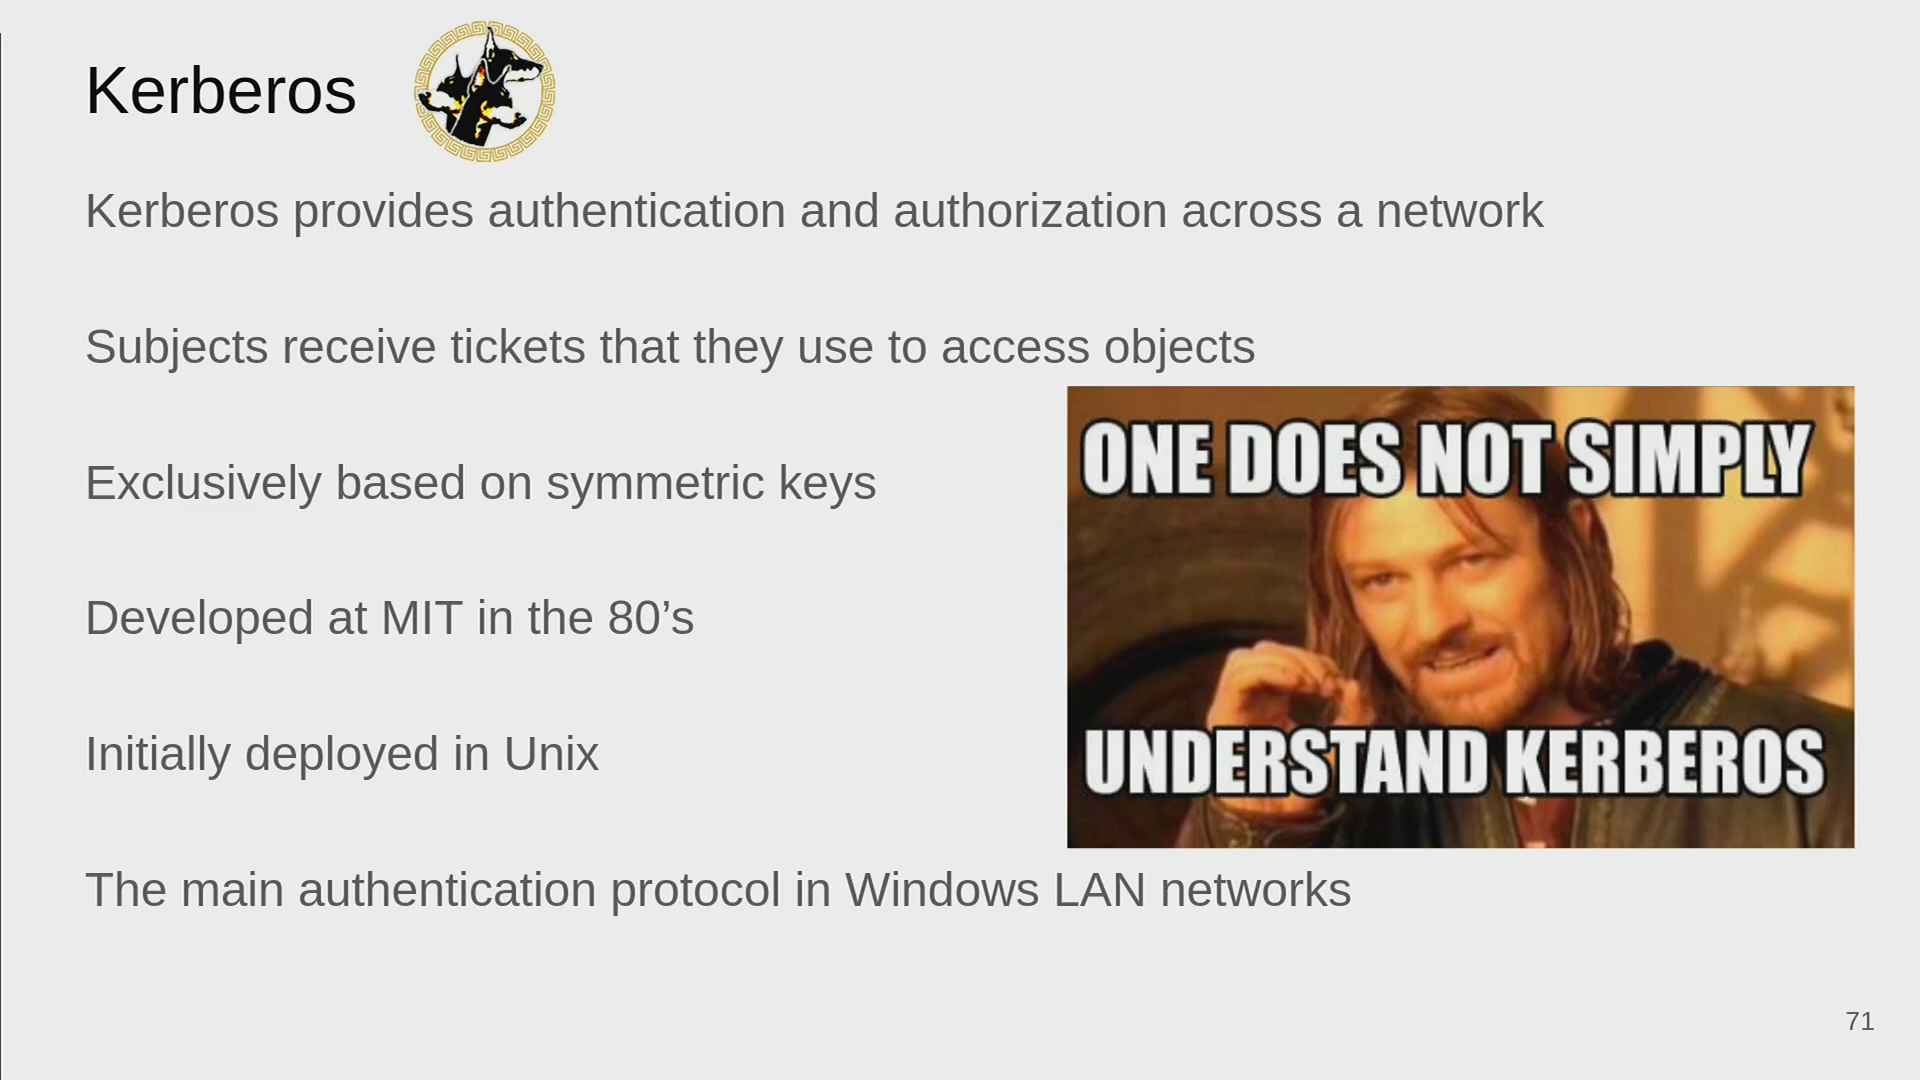 Kerberos
Kerberos provides authentication and authorization across a network
Subjects receive tickets that they use to access objects
Exclusively based on symmetric keys
ONE DOES NOT SIMPLY
UNDERSTAND KERBEROS
Developed at MIT in the 80’s
Initially deployed in Unix
The main authentication protocol in Windows LAN networks
71